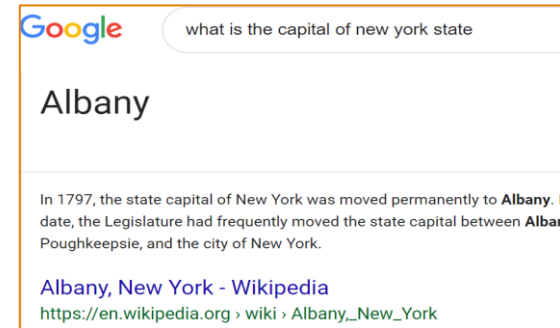 Google
what is the capital of new york state
Albany
In 1797, the state capital of New York was moved permanently to Albany.
date, the Legislature had frequently moved the state capital between
Poughkeepsie, and the city of New York.
Albany, New York - Wikipedia
https://en.wikipedia.org › wiki › Albany,_New_York